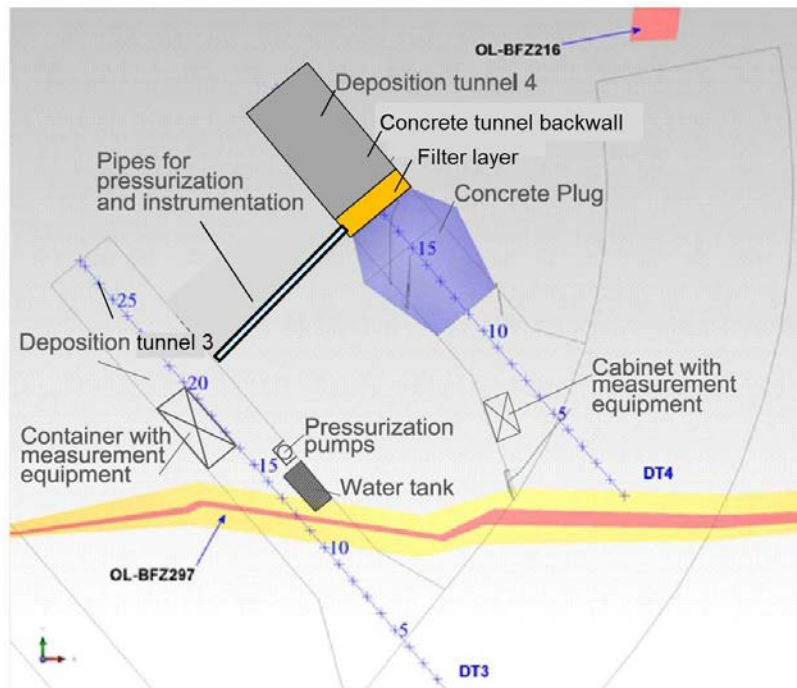 OL-BFZ216
Deposition tunnel 4
Concrete tunnel backwall
Filter layer
Pipes for
pressurization
and instrumentation
Concrete Plug
15
25
10
Deposition tunnel 3
20
Cabinet with
measurement
equipment
5
Container with
measurement
equipment
Pressurization
pumps
15
Water tank
DT4
10
OL-BFZ297
5
DT3